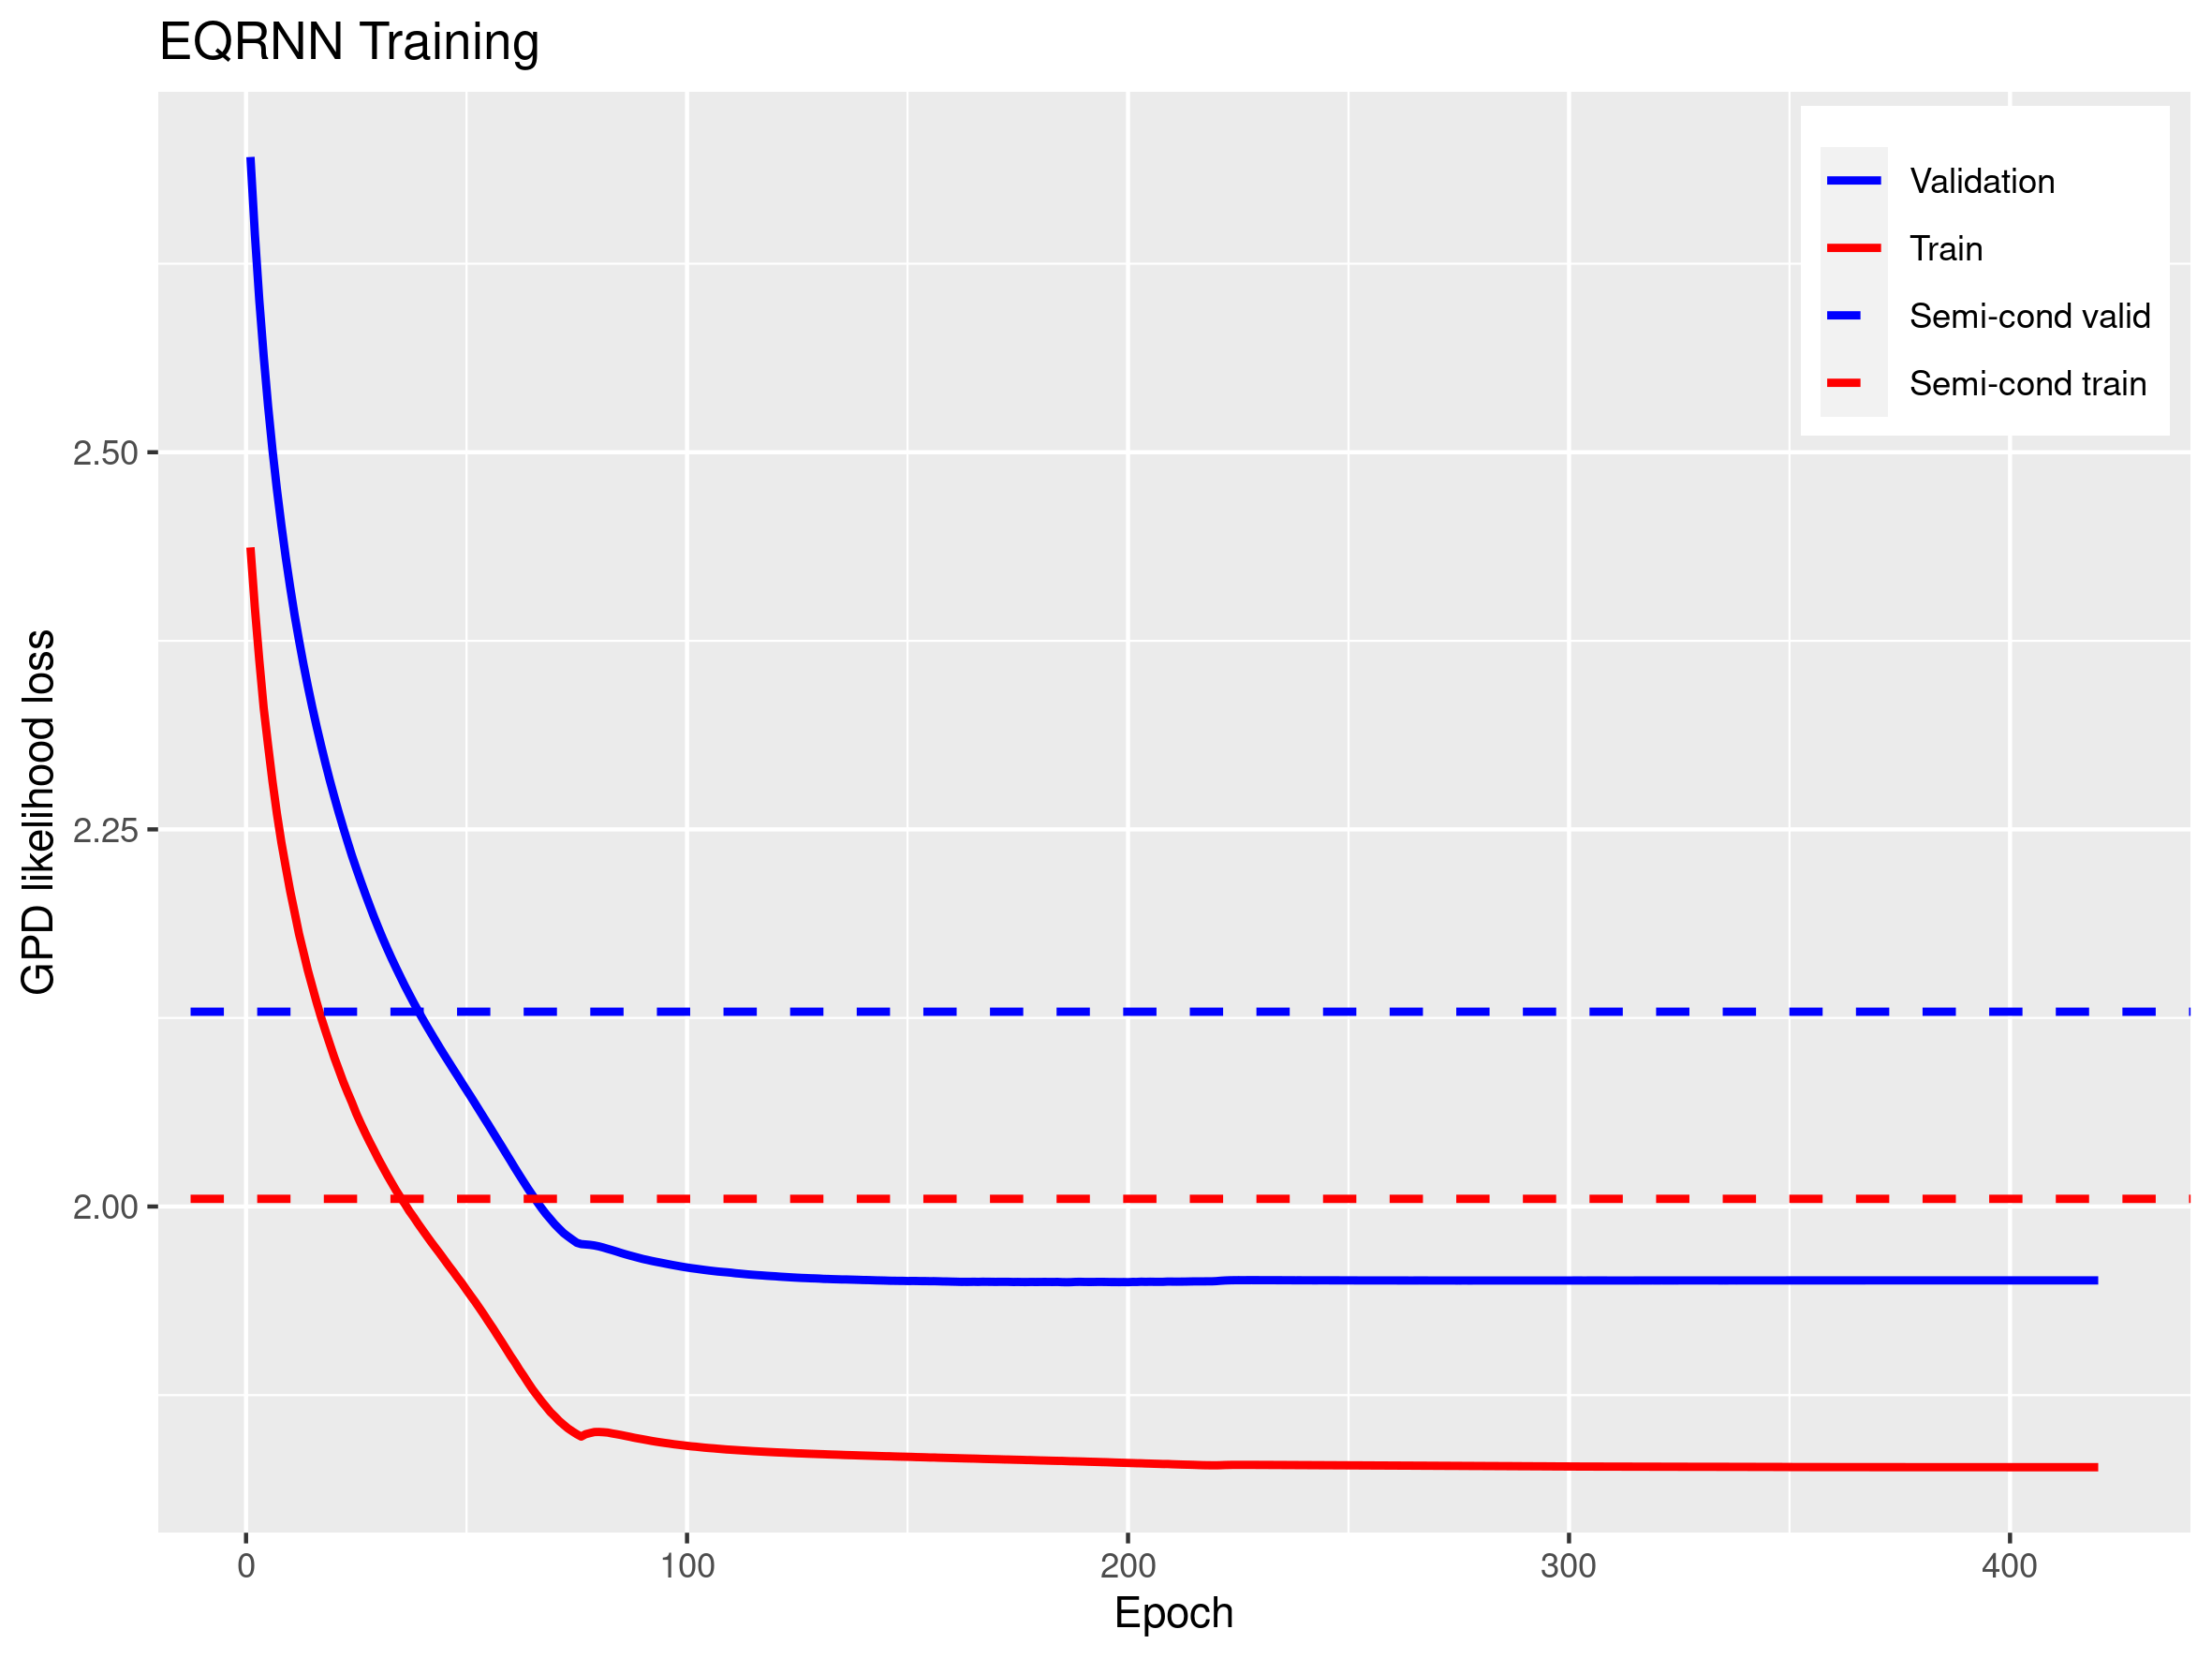 EQRNN Training
Validation
Train
Semi-cond valid
Semi-cond train
GPD likelihood loss
2.50
2.25
2.00
0 100 200 300 400
Epoch